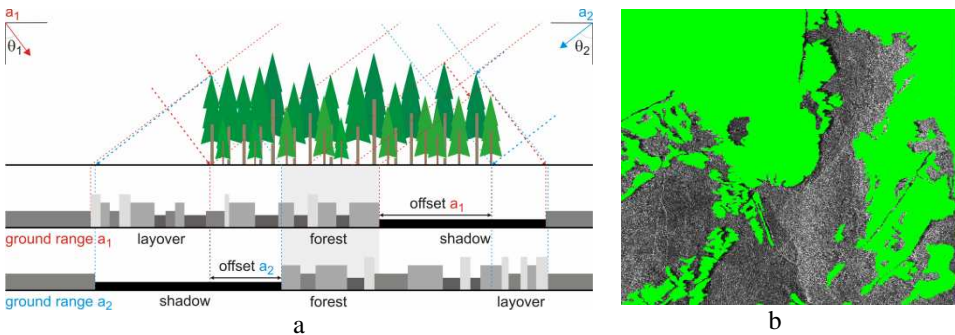 a1 a2
θ1 θ2
offset a1
ground range a1 layover forest shadow
offset a2
ground range a2 shadow forest layover
a b